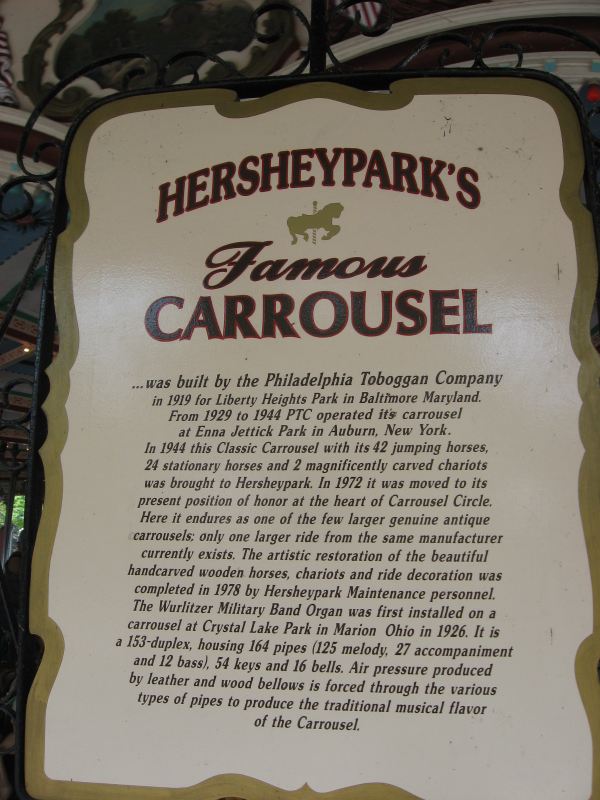 HERSHEYPARK'S
Famous
CARROUSEL
...was built by the Philadelphia Toboggan Company
in 1919 for Liberty Heights Park in Baltimore Maryland.
From 1929 to 1944 PTC operated its carrousel
at Enna Jettick Park in Auburn, New York.
In 1944 this Classic Carrousel with its 42 jumping horses,
24 stationary horses and 2 magnificently carved chariots
was brought to Hersheypark. In 1972 it was moved to its
present position of honor at the heart of Carrousel Circle.
Here it endures as one of the few larger genuine antique
carrousels; only one larger ride from the same manufacturer
currently exists. The artistic restoration of the beautiful
handcarved wooden horses, chariots and ride decoration was
completed in 1978 by Hersheypark Maintenance personnel.
The Wurlitzer Military Band Organ was first installed on a
carousel at Crystal Lake Park in Marion Ohio in 1926. It is
a 153-duplex, housing 164 pipes (125 melody, 27 accompaniment
and 12 bass), 54 keys and 16 bells. Air pressure produced
by leather and wood bellows is forced through the various
types of pipes to produce the traditional musical flavor
of the Carrousel.